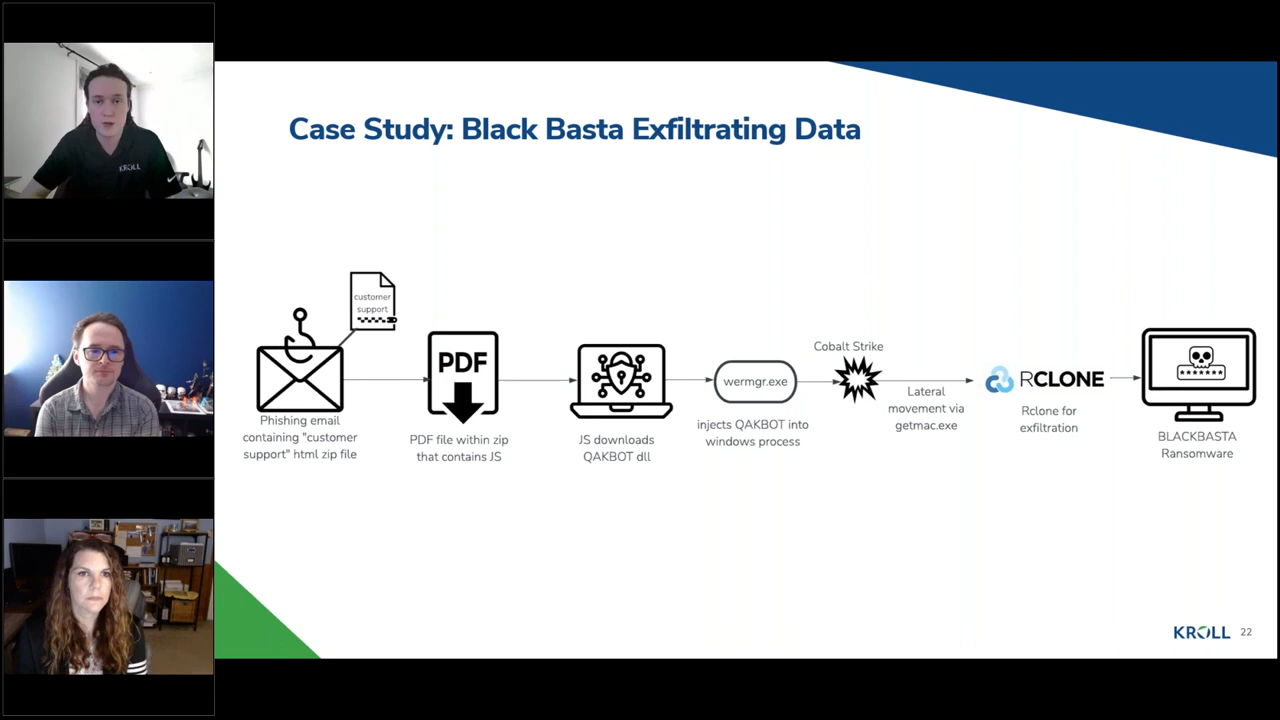 KROLL
Case Study: Black Basta Exfiltrating Data
customer
support
Phishing email
containing "customer
support" html zip file
PDF
PDF file within zip
that contains JS
JS downloads
QAKBOT dll
wermgr.exe
injects QAKBOT into
windows process
Cobalt Strike
Lateral
movement via
getmac.exe
RCLONE
Rclone for
exfiltration
*******
BLACKBASTA
Ransomware
KROLL 22